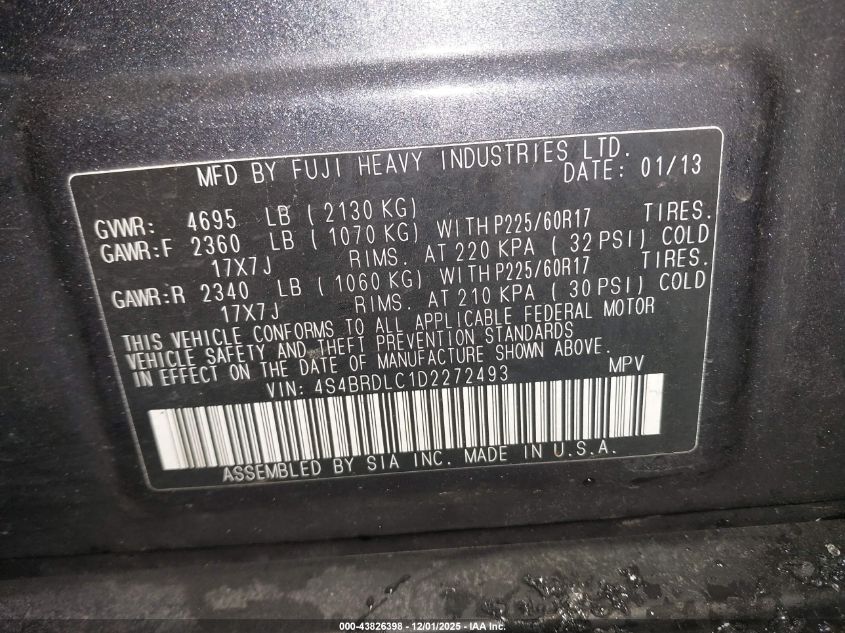 MFD BY FUJI HEAVY INDUSTRIES LTD.
DATE: 01/13
GVWR: 4695 LB ( 2130 KG)
GAWR:F 2360 LB ( 1070 KG) WITH P225/60R17 TIRES.
17X7J RIMS. AT 220 KPA ( 32 PSI) COLD
GAWR:R 2340 LB ( 1060 KG) WITH P225/60R17 TIRES.
17X7J RIMS. AT 210 KPA ( 30 PSI) COLD
THIS VEHICLE CONFORMS TO ALL APPLICABLE FEDERAL MOTOR
VEHICLE SAFETY AND THEFT PREVENTION STANDARDS
IN EFFECT ON THE DATE OF MANUFACTURE SHOWN ABOVE.
VIN: 4S4BRDLC1D2272493 MPV
ASSEMBLED BY SIA INC. MADE IN U.S.A.
000-43826398 - 12/01/2025 - IAA Inc.